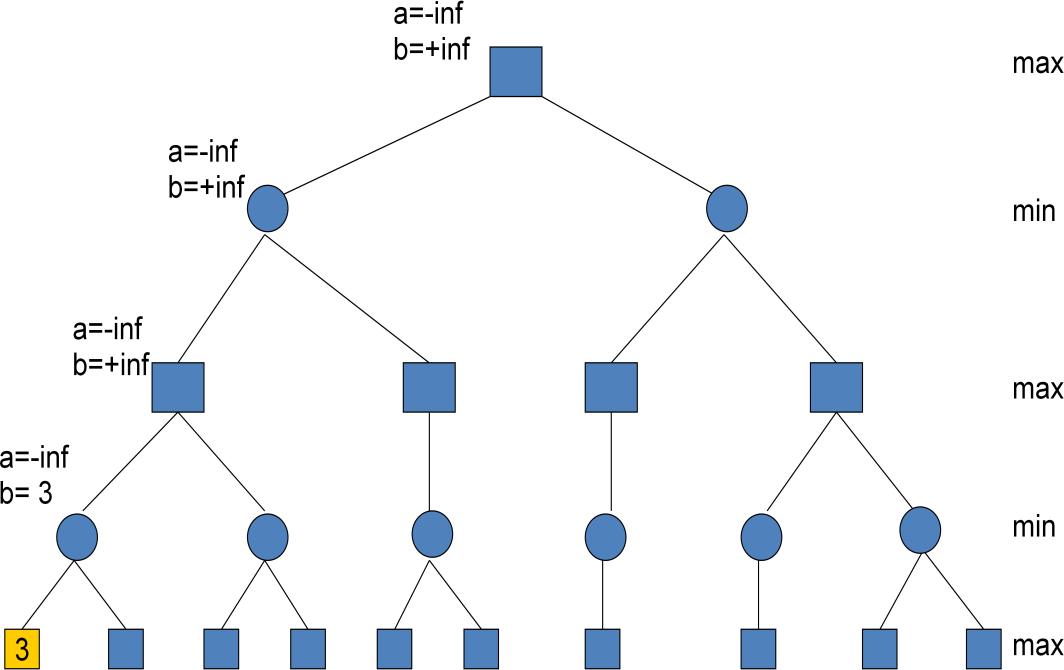 a=-inf
b=+inf
max
a=-inf
b=+inf
min
a=-inf
b=+inf
max
a=-inf
b= 3
min
3
max